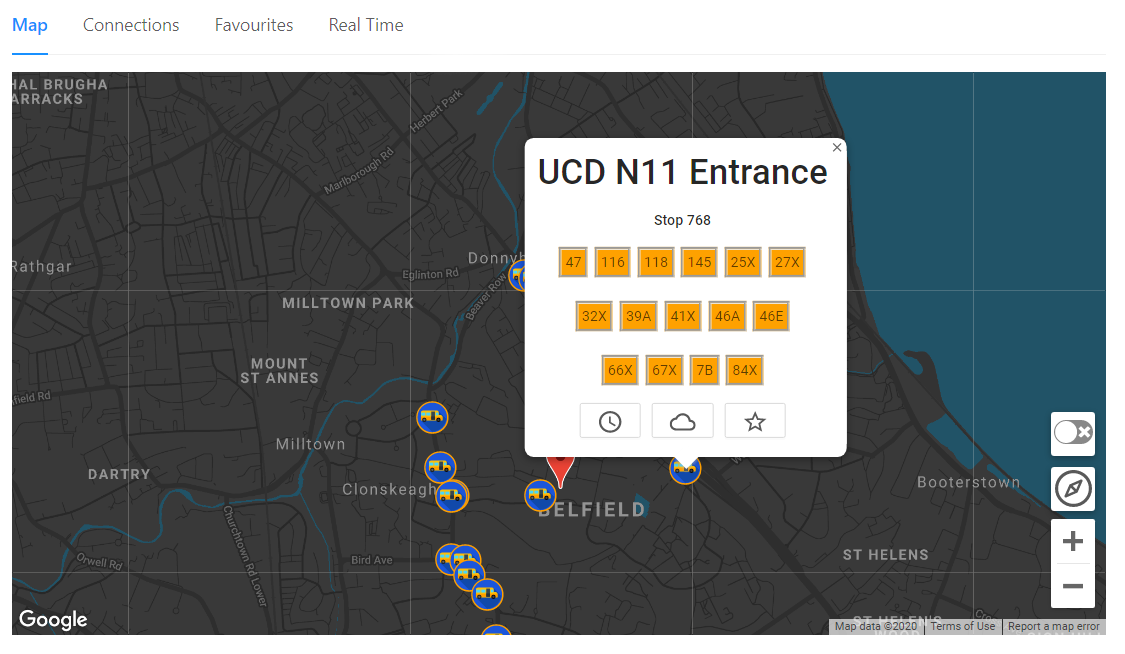 Map Connections Favourites Real Time
HAL BRUGHA
ARRACKS
Herbert Park
Marlborough Rd
UCD N11 Entrance
Stop 768
47 116 118 145 25X 27X
32X 39A 41X 46A 46E
66X 67X 7B 84X
Rathgar
Donnyb
Eglinton Rd
Beaver Row
MILLTOWN PARK
MOUNT
ST ANNES
field Rd
Milltown
DARTRY
Clonskeagh
BELFIELD
Booterstown
Churchtown Rd Lower
Orwell Rd
Bird Ave
ST HELENS
ST HELEN'S
WOOD
Google
Map data ©2020 Terms of Use Report a map error